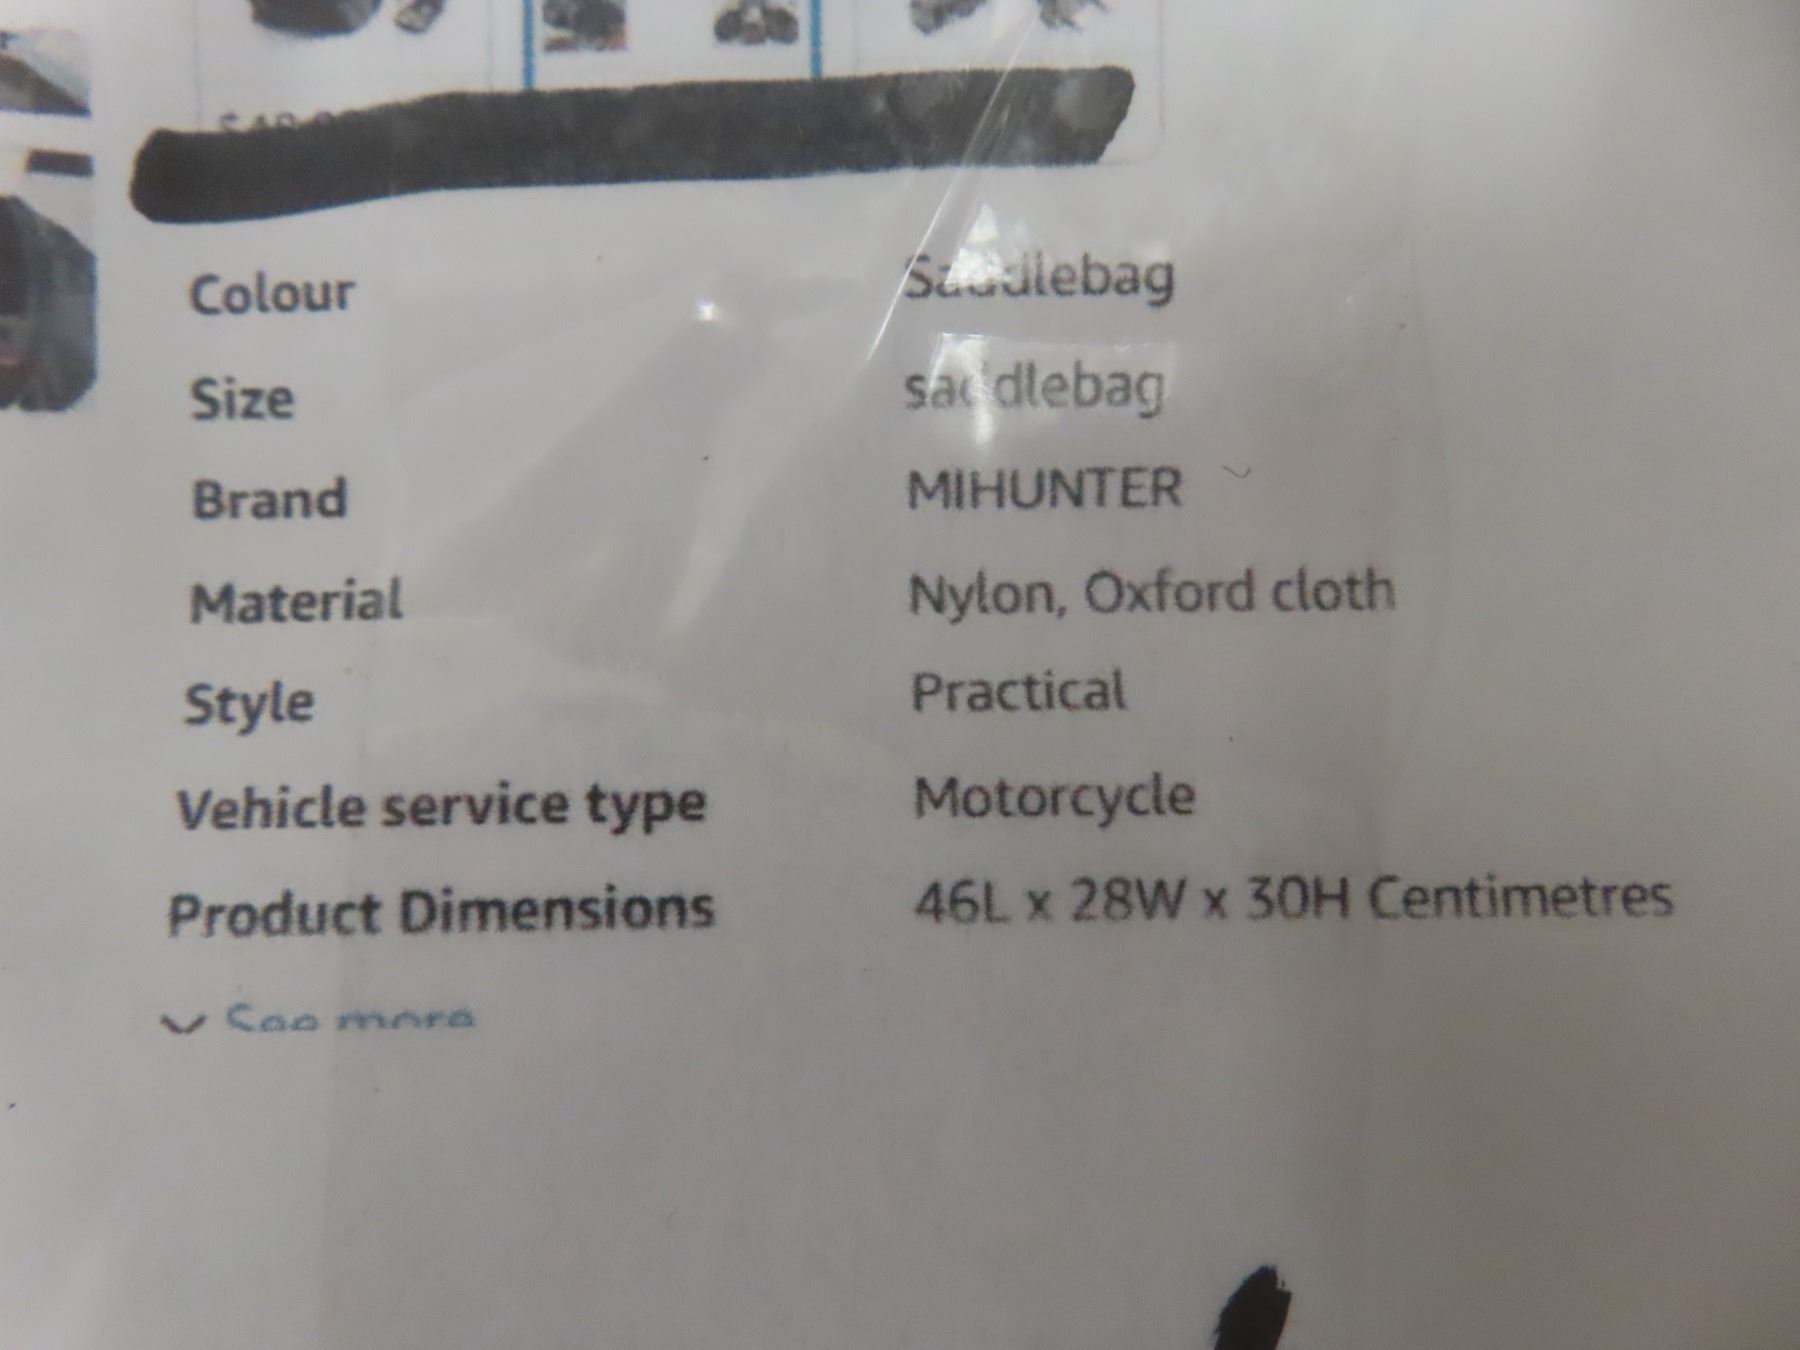 Colour Saddlebag
Size saddlebag
Brand MIHUNTER
Material Nylon, Oxford cloth
Style Practical
Vehicle service type Motorcycle
Product Dimensions 46L x 28W x 30H Centimetres
See more